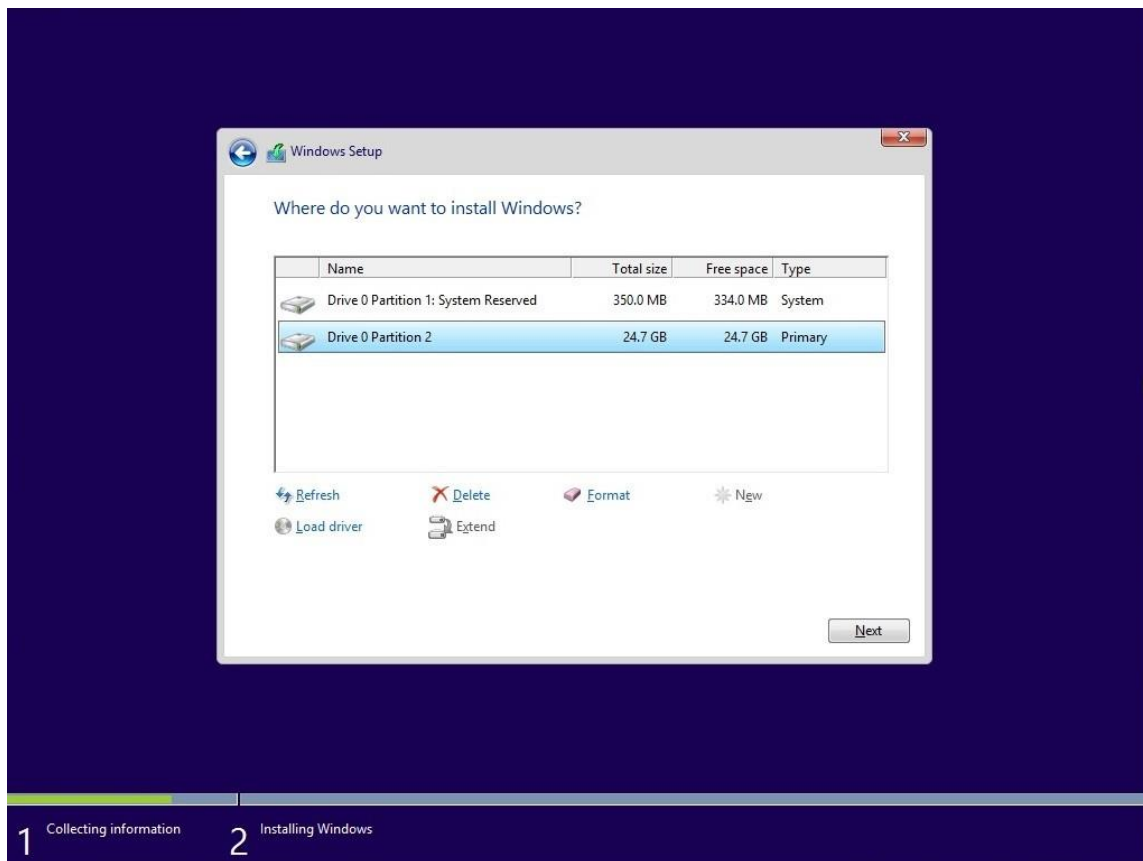 Windows Setup
Where do you want to install Windows?
Name Total size Free space Type
Drive 0 Partition 1: System Reserved 350.0 MB 334.0 MB System
Drive 0 Partition 2 24.7 GB 24.7 GB Primary
Refresh Delete Format New
Load driver Extend
Next
1 Collecting information 2 Installing Windows